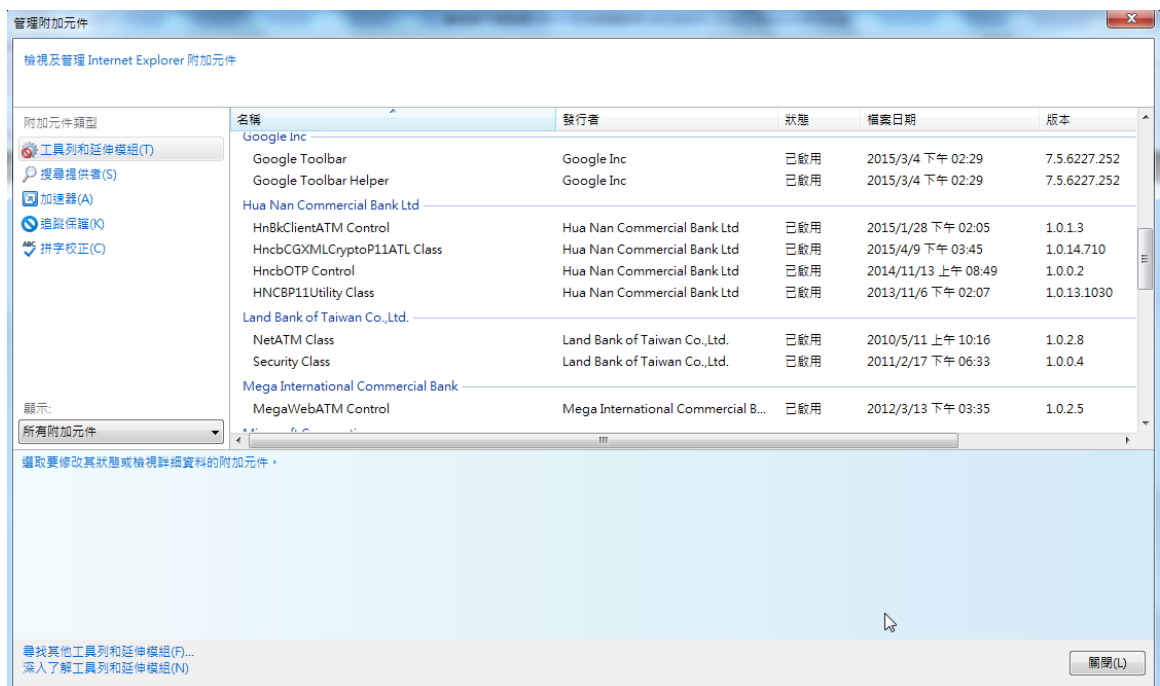 管理附加元件
檢視及管理 Internet Explorer 附加元件
附加元件類型
工具列和延伸模組(T)
搜尋提供者(S)
加速器(A)
追蹤保護(K)
拼字校正(C)
顯示:
所有附加元件
名稱 發行者 狀態 檔案日期 版本
Google Inc
Google Toolbar Google Inc 已啟用 2015/3/4 下午 02:29 7.5.6227.252
Google Toolbar Helper Google Inc 已啟用 2015/3/4 下午 02:29 7.5.6227.252
Hua Nan Commercial Bank Ltd
HnBkClientATM Control Hua Nan Commercial Bank Ltd 已啟用 2015/1/28 下午 02:05 1.0.1.3
HncbCGXMLCryptoP11ATL Class Hua Nan Commercial Bank Ltd 已啟用 2015/4/9 下午 03:45 1.0.14.710
HncbOTP Control Hua Nan Commercial Bank Ltd 已啟用 2014/11/13 上午 08:49 1.0.0.2
HNCBP11Utility Class Hua Nan Commercial Bank Ltd 已啟用 2013/11/6 下午 02:07 1.0.13.1030
Land Bank of Taiwan Co.,Ltd.
NetATM Class Land Bank of Taiwan Co.,Ltd. 已啟用 2010/5/11 上午 10:16 1.0.2.8
Security Class Land Bank of Taiwan Co.,Ltd. 已啟用 2011/2/17 下午 06:33 1.0.0.4
Mega International Commercial Bank
MegaWebATM Control Mega International Commercial B... 已啟用 2012/3/13 下午 03:35 1.0.2.5
選取要修改其狀態或檢視詳細資料的附加元件。
尋找其他工具列和延伸模組(F)...
深入了解工具列和延伸模組(N)
關閉(L)